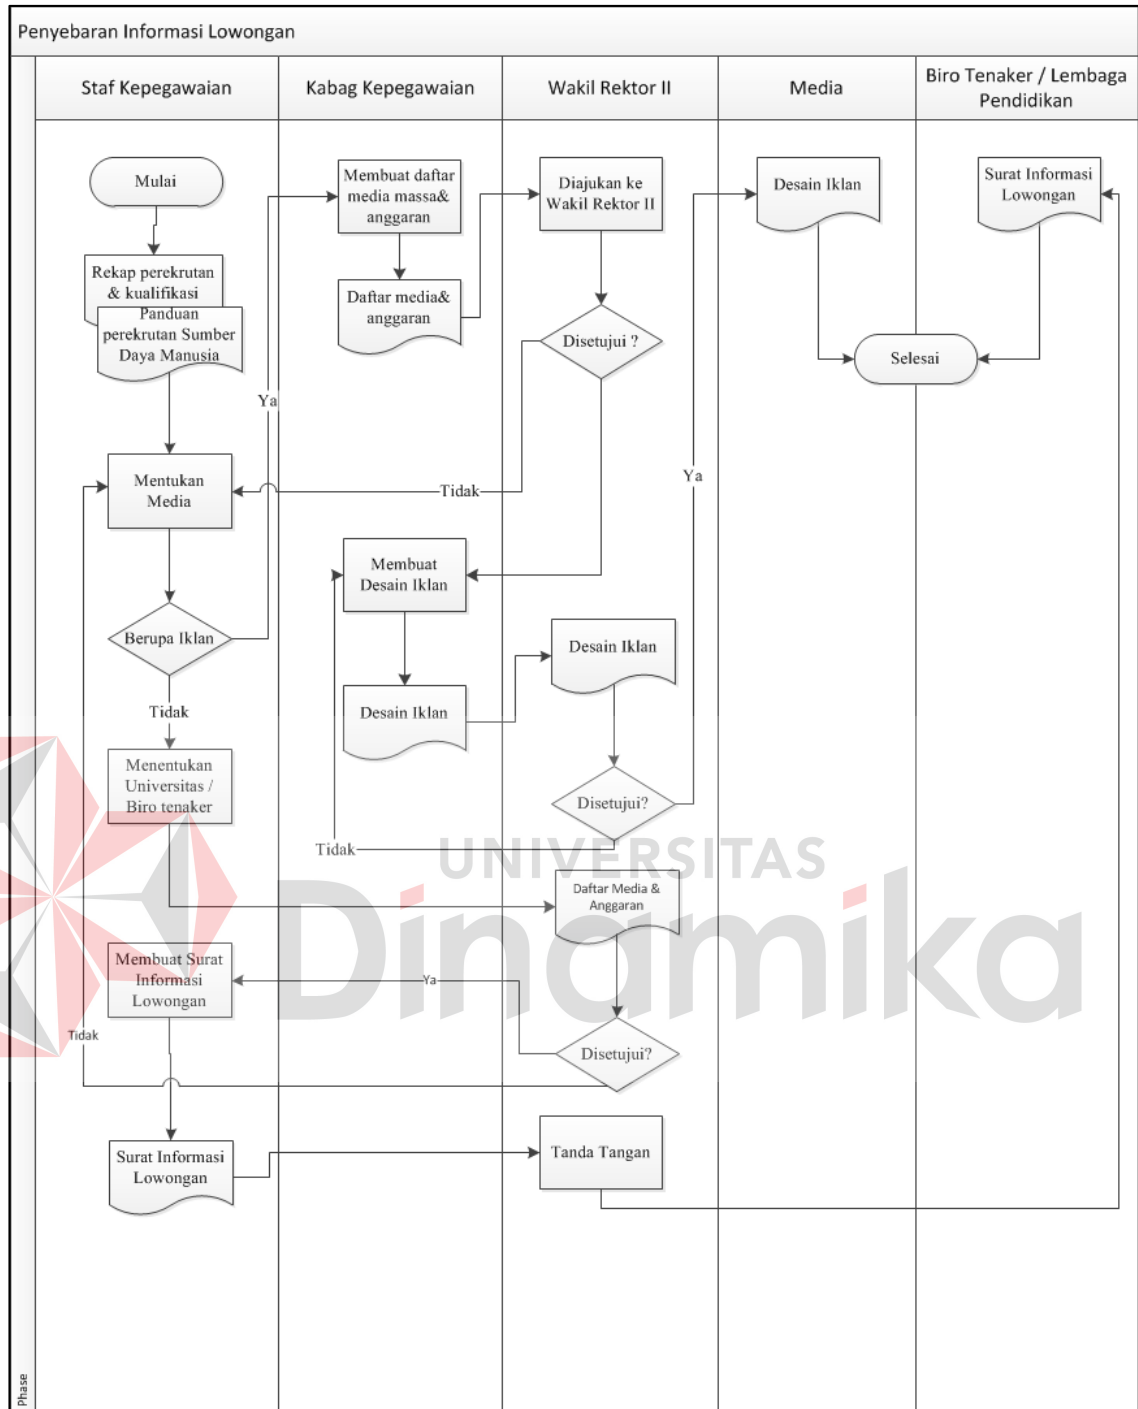 Penyebaran Informasi Lowongan
Staf Kepegawaian
Kabag Kepegawaian
Wakil Rektor II
Media
Biro Tenaker / Lembaga
Pendidikan
Mulai
Membuat daftar
media massa&
anggaran
Diajukan ke
Wakil Rektor II
Desain Iklan
Surat Informasi
Lowongan
Rekap perekrutan
& kualifikasi
Panduan
perekrutan Sumber
Daya Manusia
Daftar media&
anggaran
Disetujui ?
Selesai
Ya
Mentukan
Media
Tidak
Ya
Membuat
Desain Iklan
Berupa Iklan
Desain Iklan
Tidak
Desain Iklan
Menentukan
Universitas /
Biro tenaker
Disetujui?
Tidak
UNIVERSITAS
Dinamika
Daftar Media &
Anggaran
Membuat Surat
Informasi
Lowongan
Ya
Tidak
Disetujui?
Surat Informasi
Lowongan
Tanda Tangan
Phase